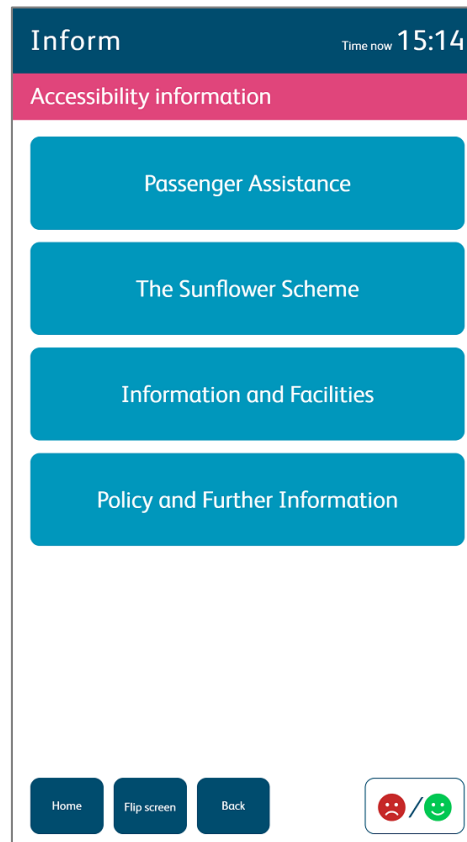 Inform
Time now 15:14
Accessibility information
Passenger Assistance
The Sunflower Scheme
Information and Facilities
Policy and Further Information
Home
Flip screen
Back
/